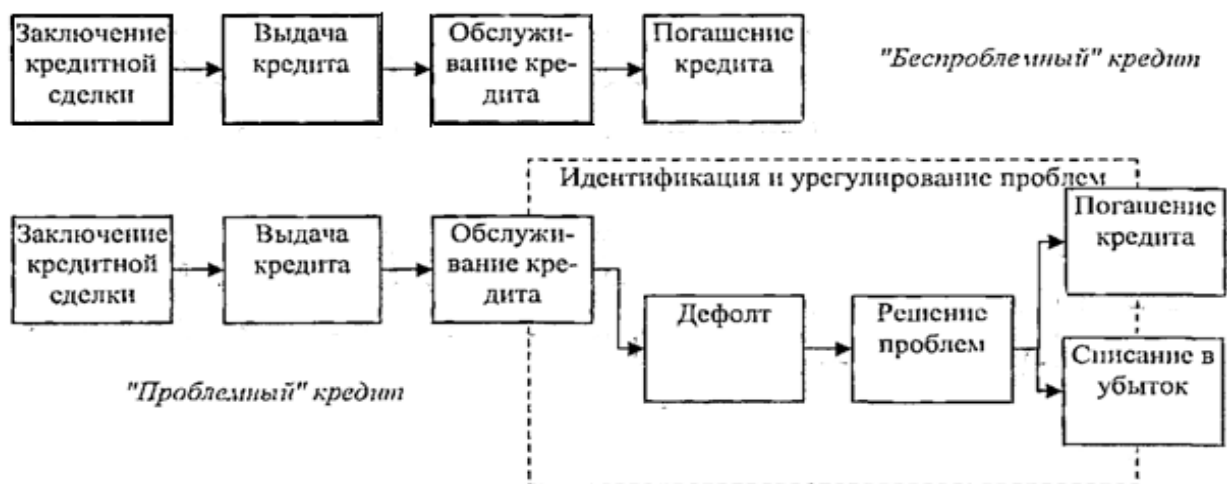 Заключение
кредитной
сделки
Выдача
кредита
Обслужи-
вание кре-
дита
Погашение
кредита
"Беспроблемный" кредит
Идентификация и урегулирование проблем
Заключение
кредитной
сделки
Выдача
кредита
Обслужи-
вание кре-
дита
Дефолт
Решение
проблем
Погашение
кредита
Списание в
убыток
"Проблемный" кредит